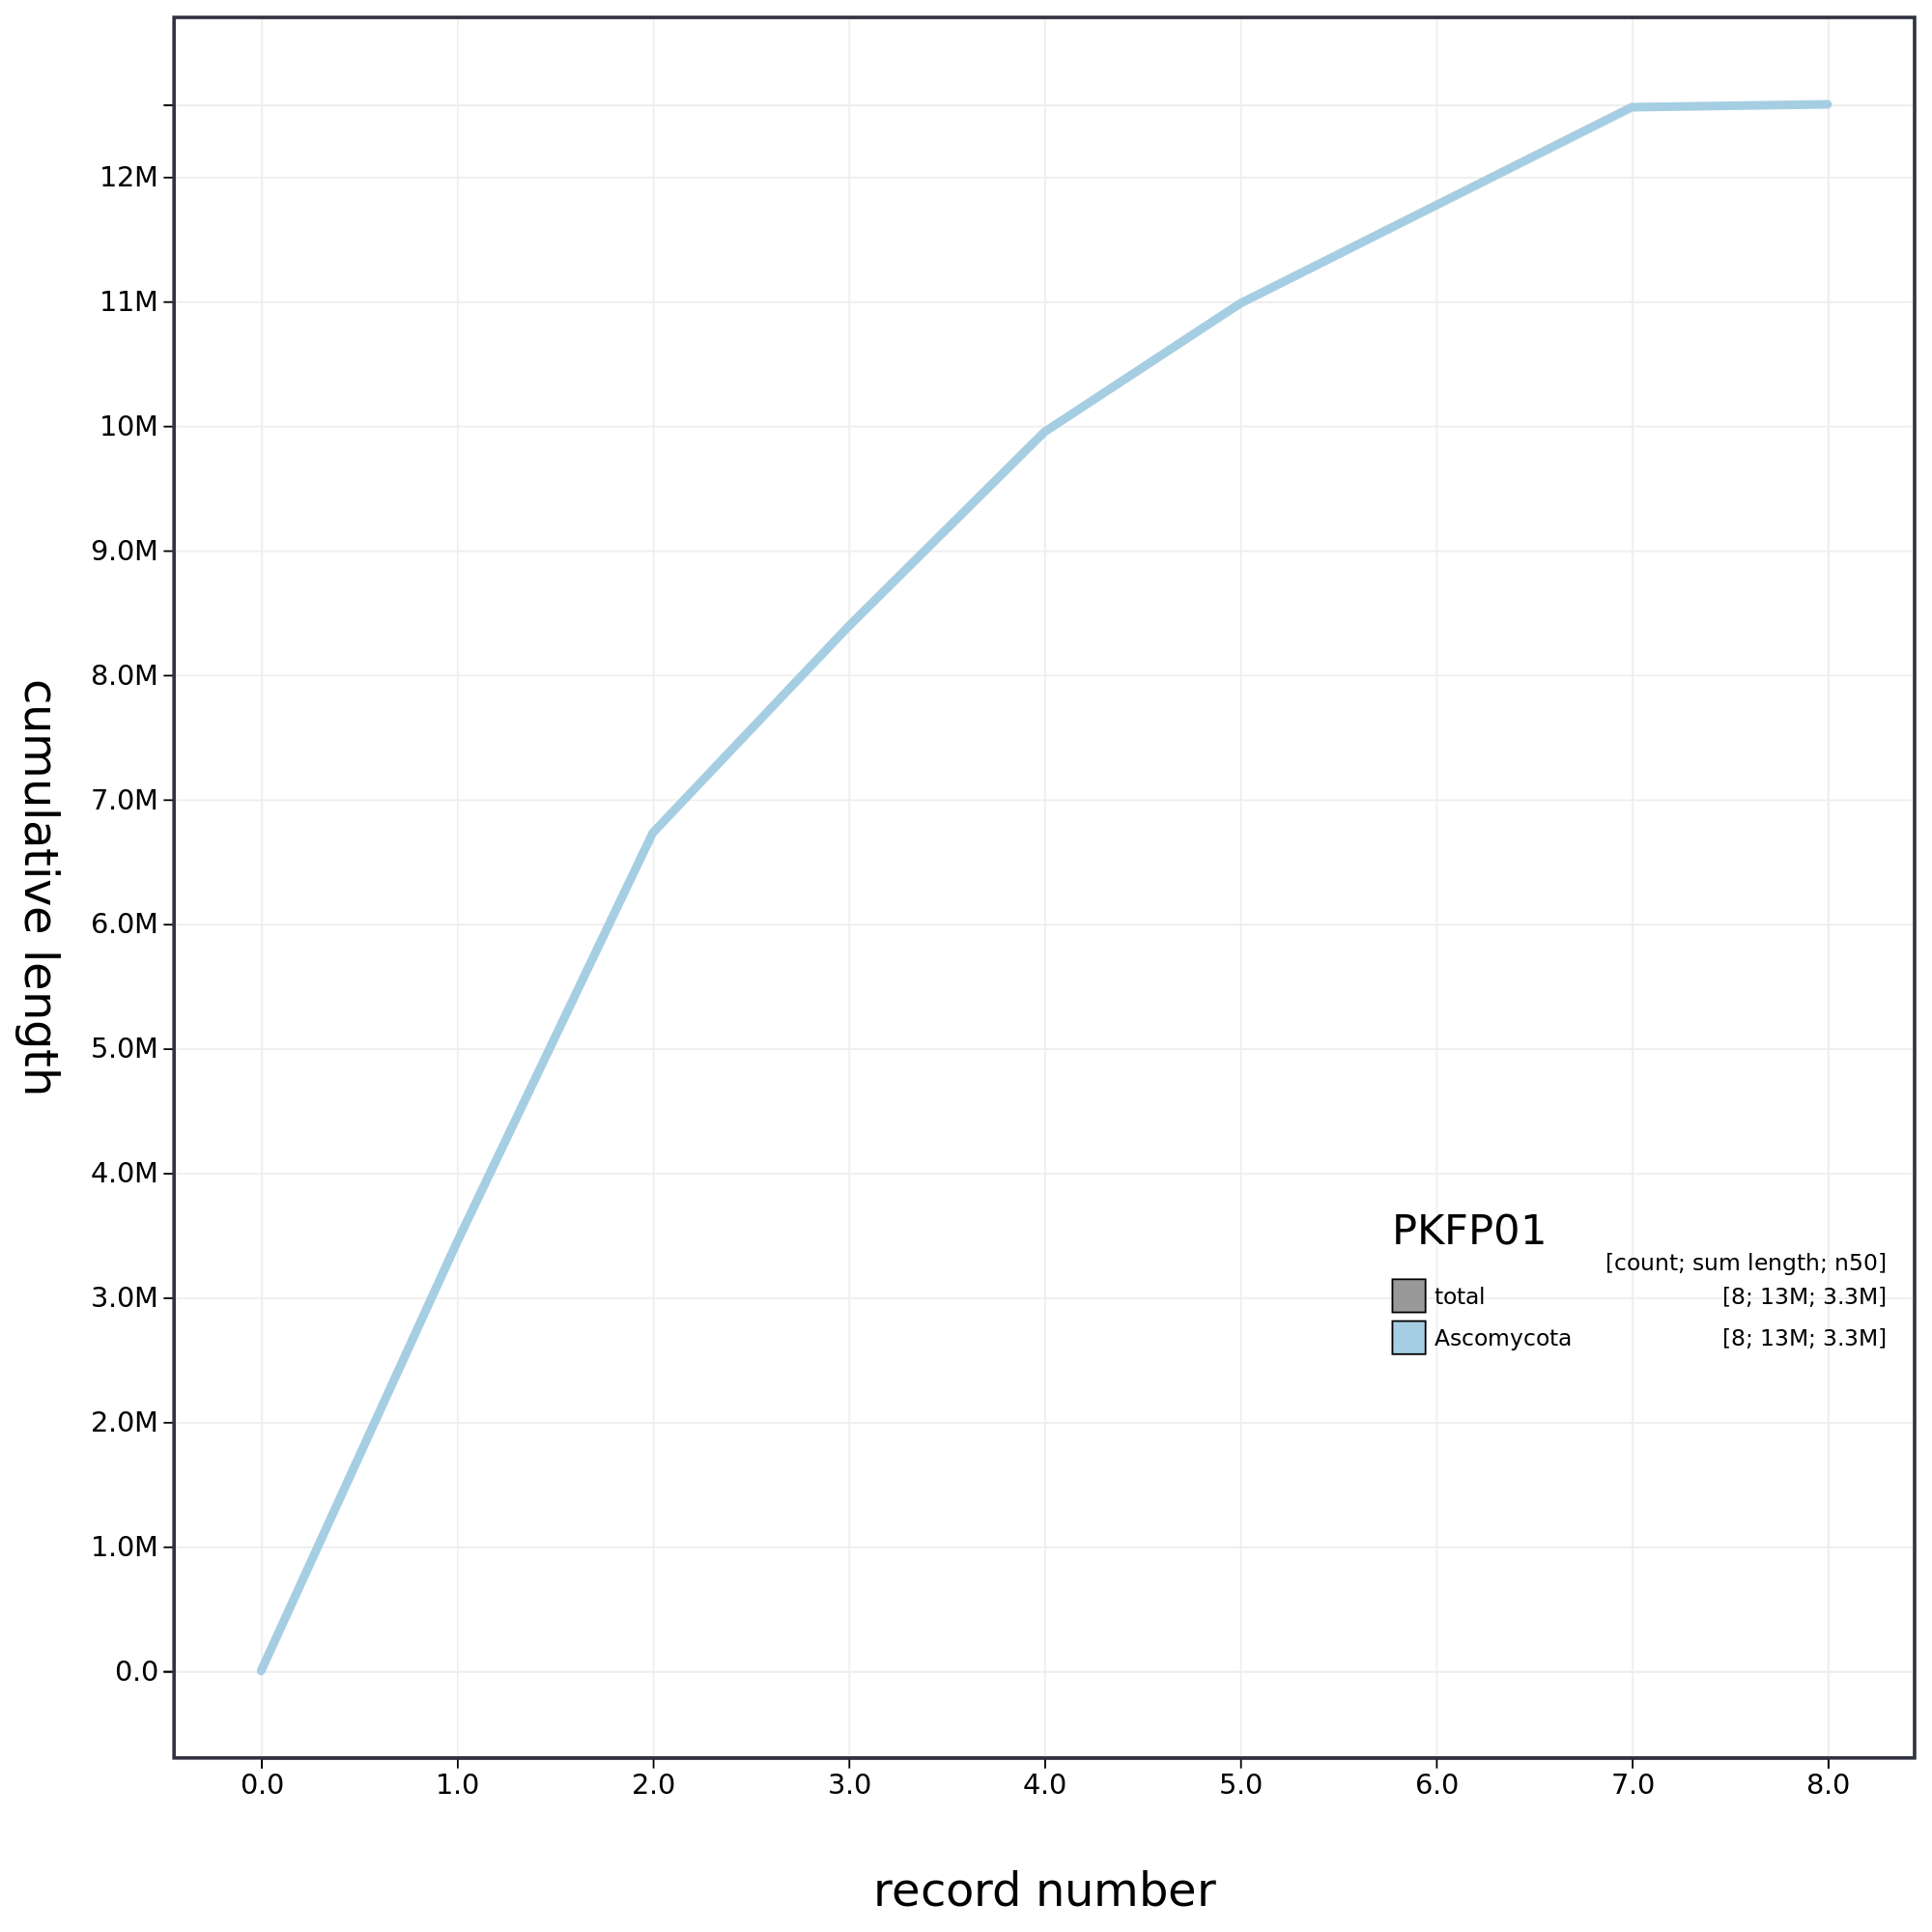 12M
11M
10M
9.0M
8.0M
7.0M
6.0M
5.0M
4.0M
3.0M
2.0M
1.0M
0.0
cumulative length
PKFP01
[count; sum length; n50]
total [8; 13M; 3.3M]
Ascomycota [8; 13M; 3.3M]
0.0 1.0 2.0 3.0 4.0 5.0 6.0 7.0 8.0
record number